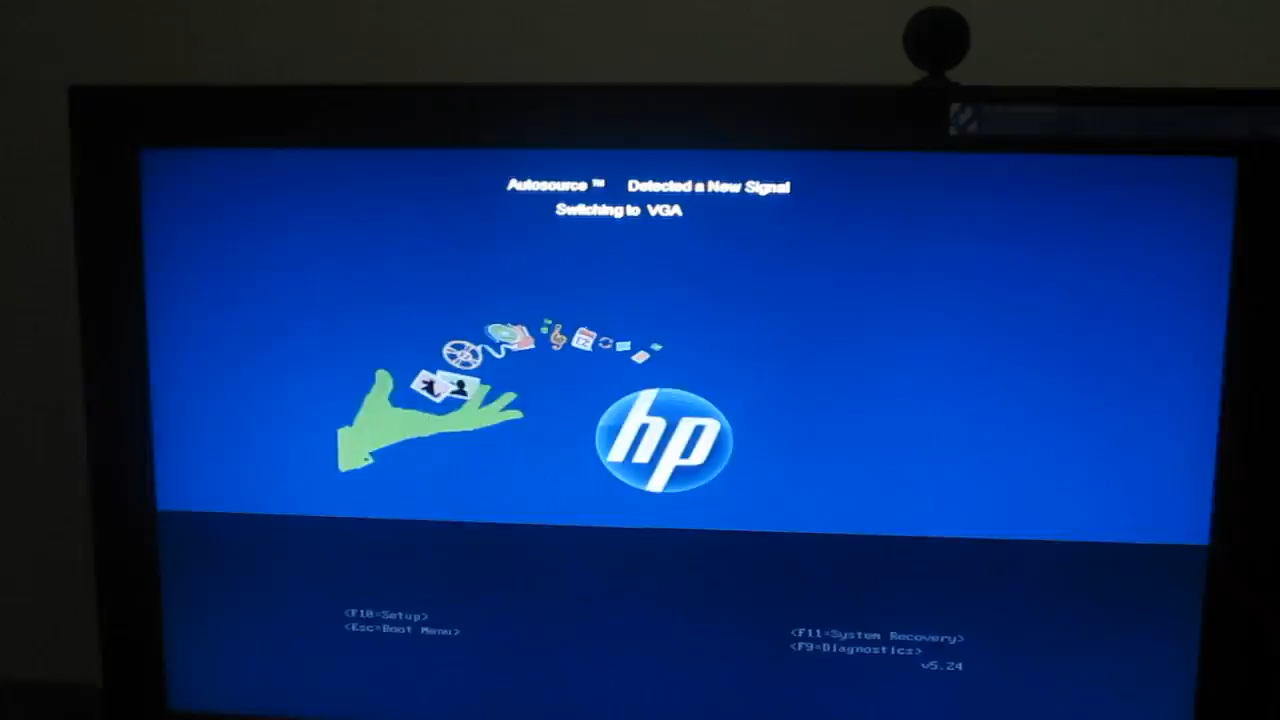 Autosource ™ Detected a New Signal
Switching to VGA
12
hp
<F10=Setup>
<Esc=Boot Menu>
<F11=System Recovery>
<F9=Diagnostics>
v5.24